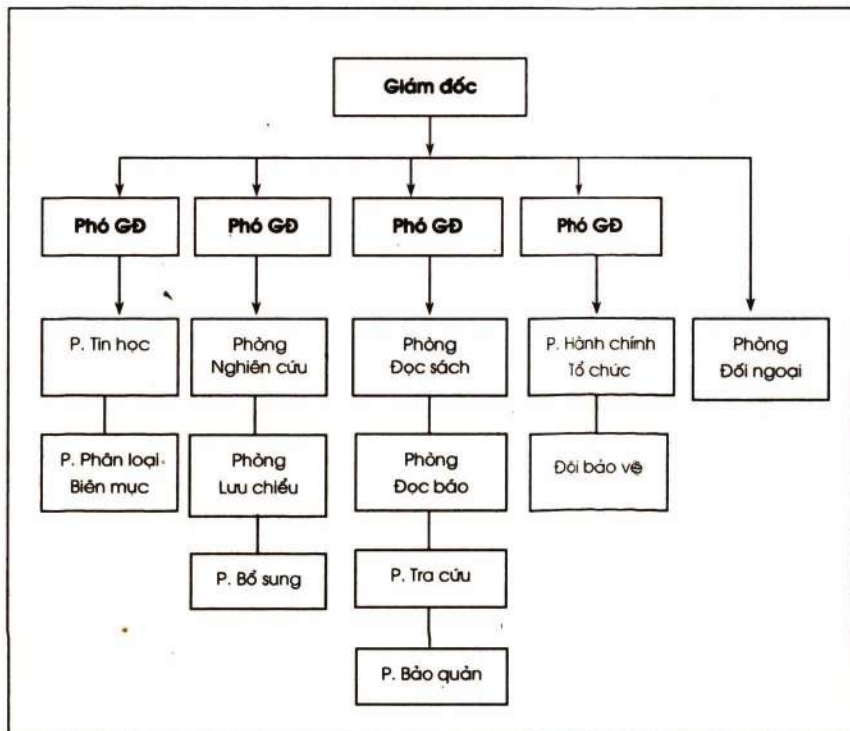 Giám đốc
Phó GĐ
Phó GĐ
Phó GĐ
Phó GĐ
P. Tin học
Phòng
Nghiên cứu
Phòng
Đọc sách
P. Hành chính
Tổ chức
Phòng
Đối ngoại
P. Phân loại
Biên mục
Phòng
Lưu chiểu
Phòng
Đọc báo
Đội bảo vệ
P. Bổ sung
P. Tra cứu
P. Bảo quản